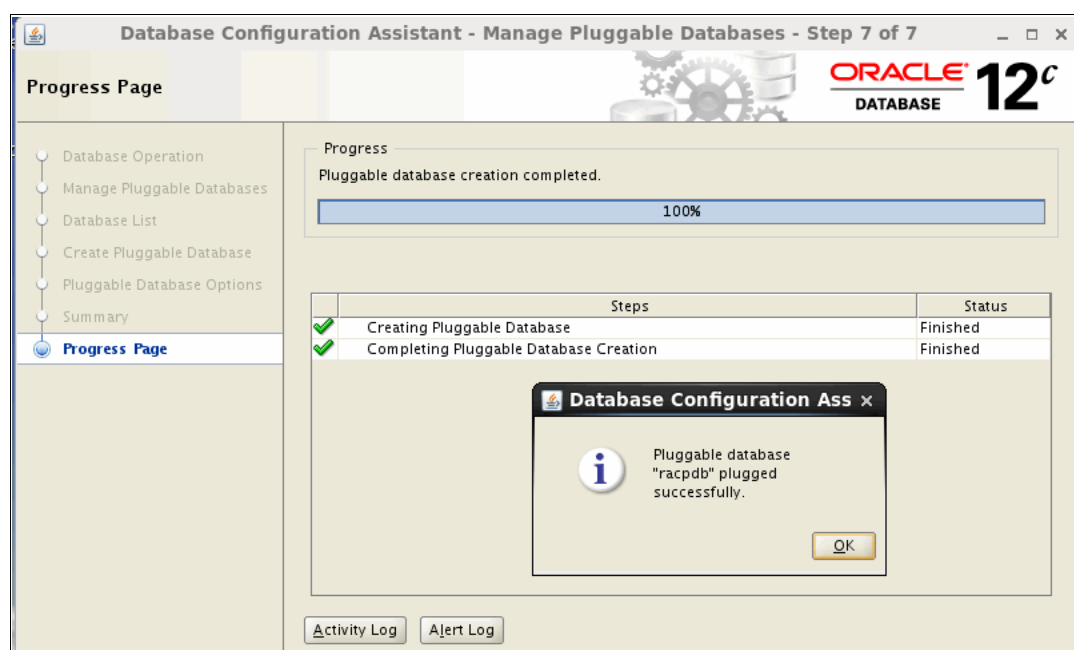 Database Configuration Assistant - Manage Pluggable Databases - Step 7 of 7
Progress Page
ORACLE
DATABASE
12c
Database Operation
Manage Pluggable Databases
Database List
Create Pluggable Database
Pluggable Database Options
Summary
Progress Page
Progress
Pluggable database creation completed.
100%
Steps Status
Creating Pluggable Database Finished
Completing Pluggable Database Creation Finished
Database Configuration Ass
Pluggable database
"racpdb" plugged
successfully.
OK
Activity Log Alert Log